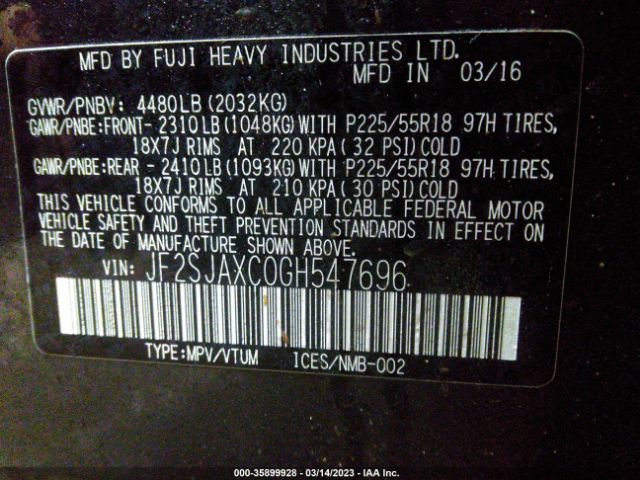 MFD BY FUJI HEAVY INDUSTRIES LTD.
MFD IN 03/16
GVWR/PNBV: 4480LB(2032KG)
GAWR/PNBE:FRONT- 2310LB(1048KG)WITH P225/55R18 97H TIRES,
18X7J RIMS AT 220 KPA( 32 PSI)COLD
GAWR/PNBE:REAR - 2410LB(1093KG)WITH P225/55R18 97H TIRES,
18X7J RIMS AT 210 KPA( 30 PSI)COLD
THIS VEHICLE CONFORMS TO ALL APPLICABLE FEDERAL MOTOR
VEHICLE SAFETY AND THEFT PREVENTION STANDARDS IN EFFECT ON
THE DATE OF MANUFACTURE SHOWN ABOVE.
VIN: JF2SJAXC0GH547696
TYPE:MPV/VTUM ICES/NMB-002
000-35899928 - 03/14/2023 - IAA Inc.